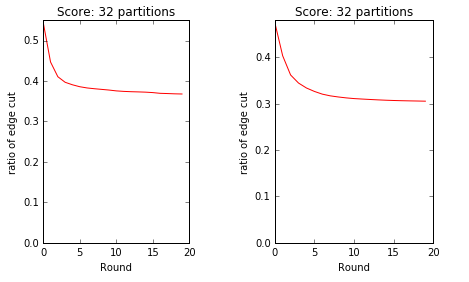 Score: 32 partitions
ratio of edge cut
0.5
0.4
0.3
0.2
0.1
0.0
0 5 10 15 20
Round
Score: 32 partitions
ratio of edge cut
0.4
0.3
0.2
0.1
0.0
0 5 10 15 20
Round